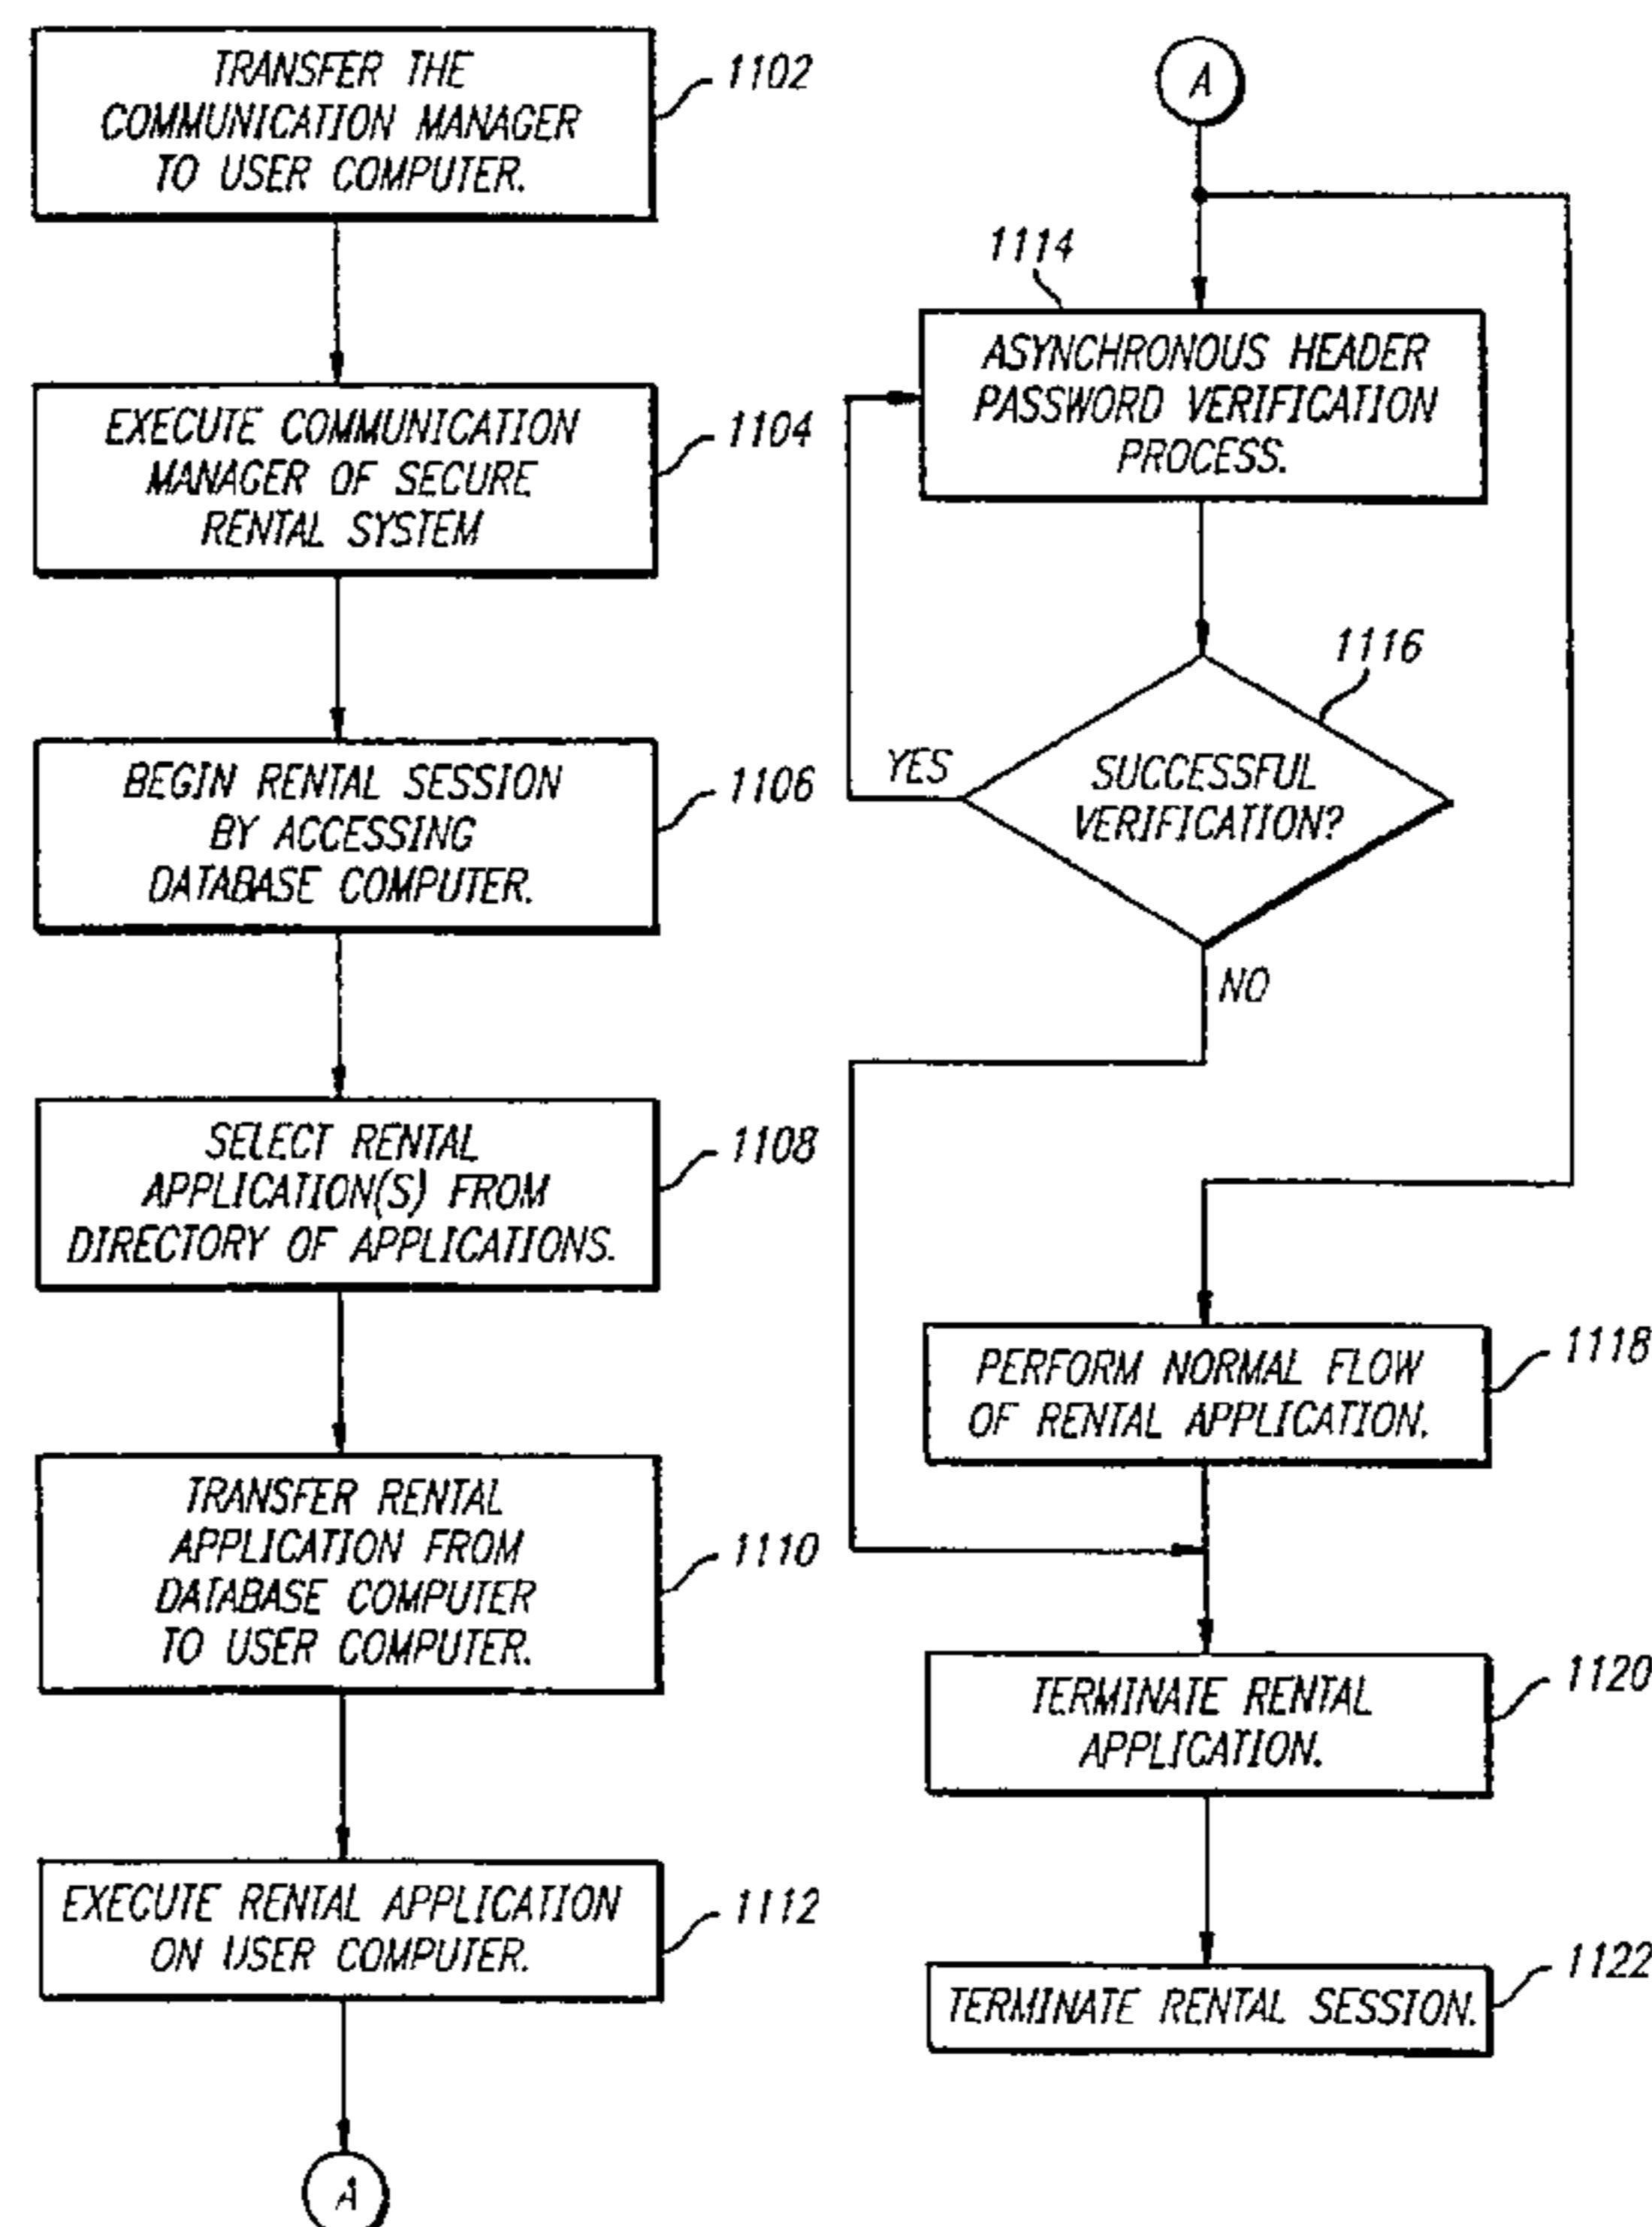 TRANSFER THE
COMMUNICATION MANAGER
TO USER COMPUTER.
1102
EXECUTE COMMUNICATION
MANAGER OF SECURE
RENTAL SYSTEM
1104
BEGIN RENTAL SESSION
BY ACCESSING
DATABASE COMPUTER.
1106
SELECT RENTAL
APPLICATION(S) FROM
DIRECTORY OF APPLICATIONS.
1108
TRANSFER RENTAL
APPLICATION FROM
DATABASE COMPUTER
TO USER COMPUTER.
1110
EXECUTE RENTAL APPLICATION
ON USER COMPUTER.
1112
A
A
1114
ASYNCHRONOUS HEADER
PASSWORD VERIFICATION
PROCESS.
1116
YES
SUCCESSFUL
VERIFICATION?
NO
PERFORM NORMAL FLOW
OF RENTAL APPLICATION.
1118
TERMINATE RENTAL
APPLICATION.
1120
TERMINATE RENTAL SESSION.
1122